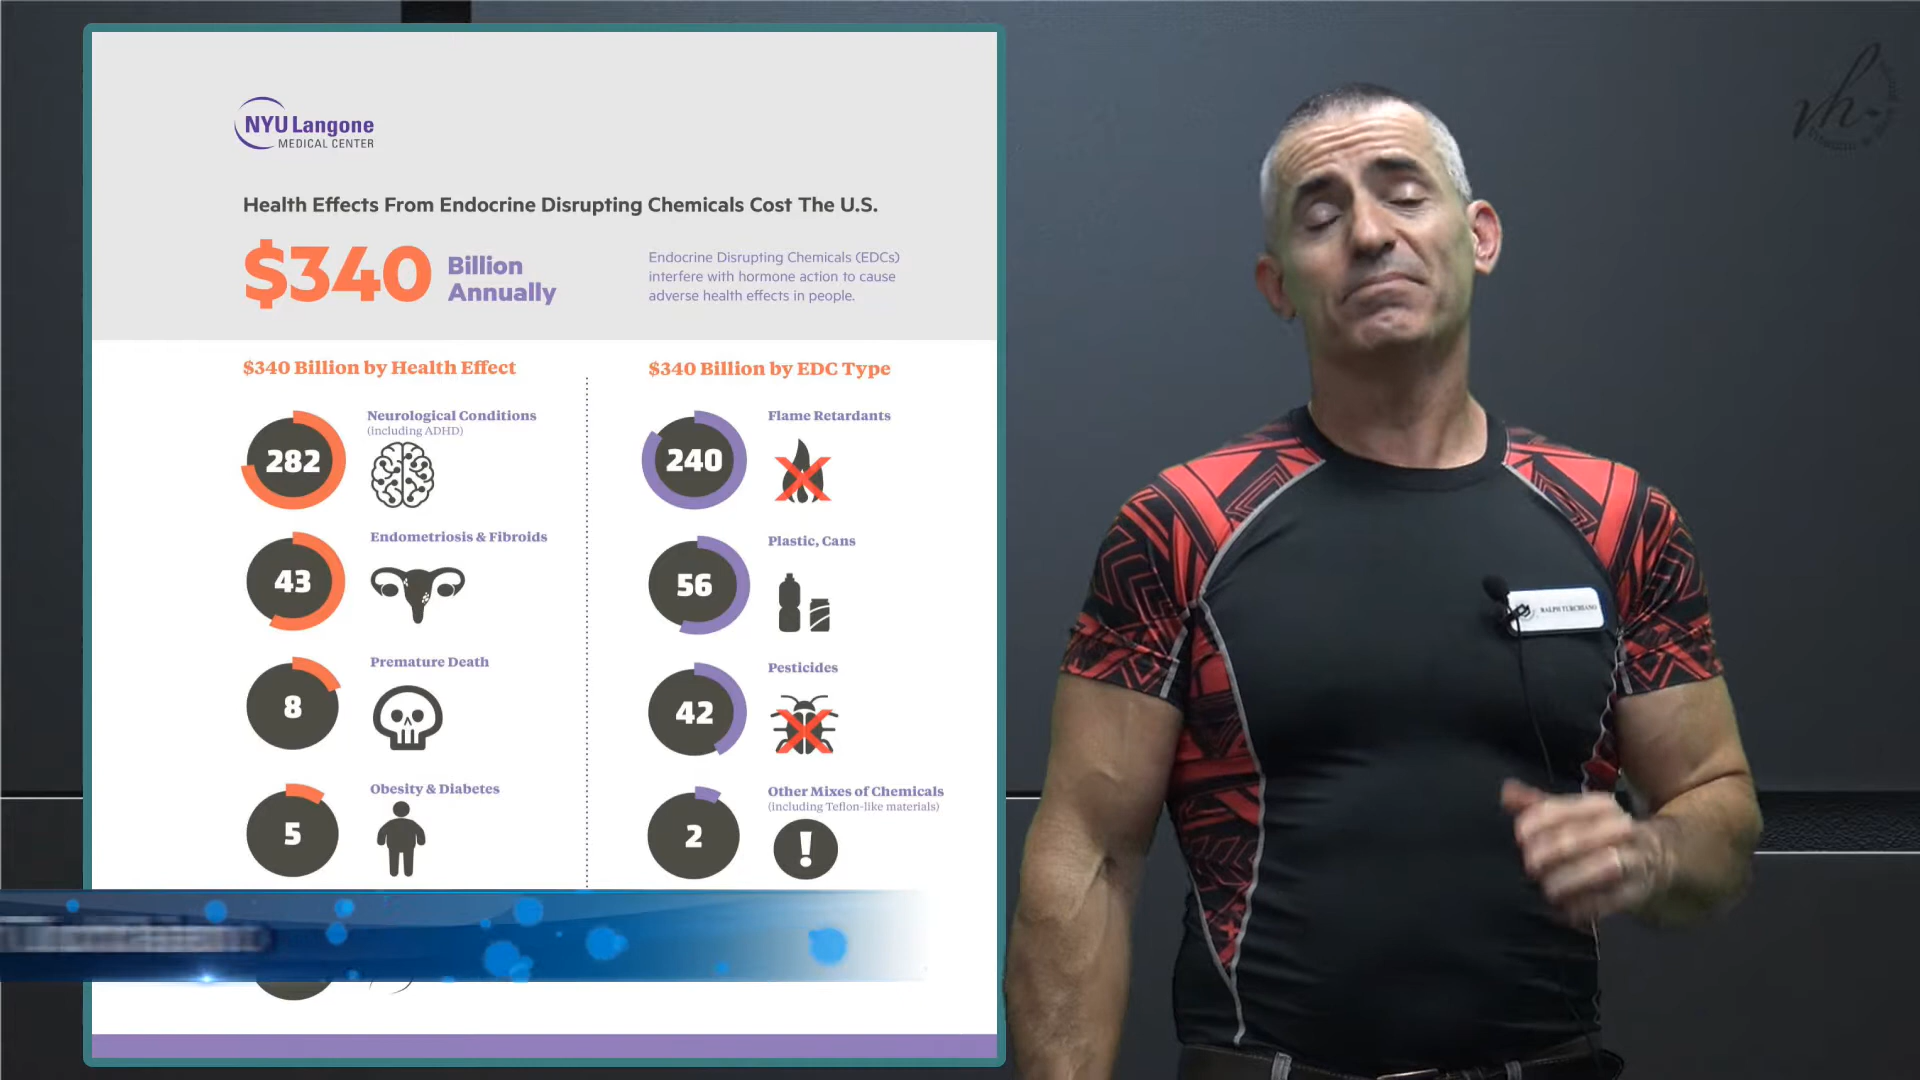 NYU Langone
MEDICAL CENTER
Health Effects From Endocrine Disrupting Chemicals Cost The U.S.
$340
Billion
Annually
Endocrine Disrupting Chemicals (EDCs)
interfere with hormone action to cause
adverse health effects in people.
$340 Billion by Health Effect
282
Neurological Conditions
(including ADHD)
43
Endometriosis & Fibroids
8
Premature Death
5
Obesity & Diabetes
$340 Billion by EDC Type
240
Flame Retardants
56
Plastic, Cans
42
Pesticides
2
Other Mixes of Chemicals
(including Teflon-like materials)
!
vh
RALPH TURCHIANO